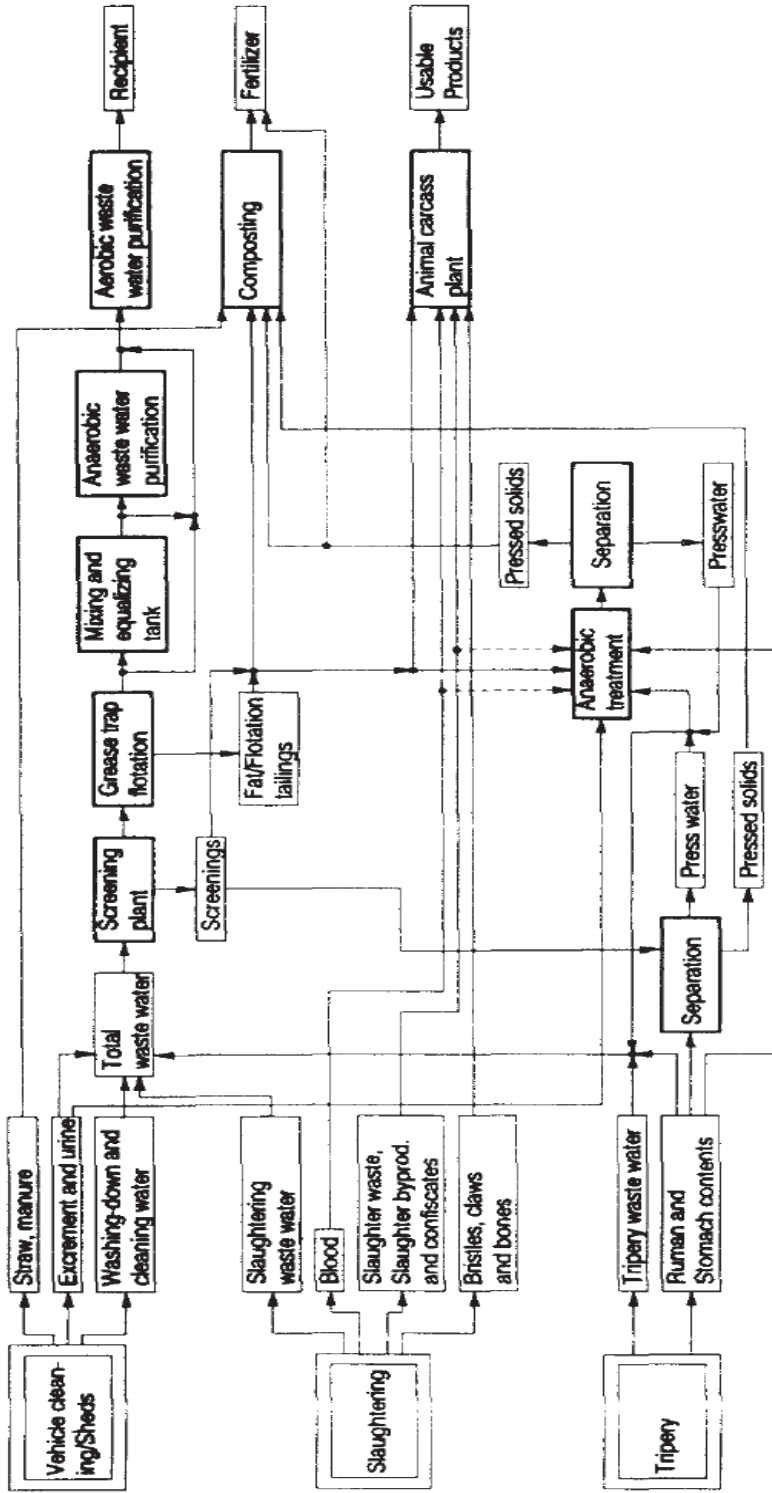 Vehicle clean-
ing/Sheds
Slaughtering
Tripery
Straw, manure
Excrement and urine
Washing-down and
cleaning water
Slaughtering
waste water
Blood
Slaughter waste,
Slaughter byprod.
and confiscates
Bristles, claws
and bones
Tripery waste water
Ruman and
Stomach contents
Total
waste water
Screening
plant
Screenings
Grease trap
flotation
Fat/Flotation
tailings
Mixing and
equalizing
tank
Anaerobic
waste water
purification
Aerobic waste
water purification
Recipient
Composting
Fertilizer
Animal carcass
plant
Usable
Products
Separation
Press water
Pressed solids
Anaerobic
treatment
Separation
Pressed solids
Presswater